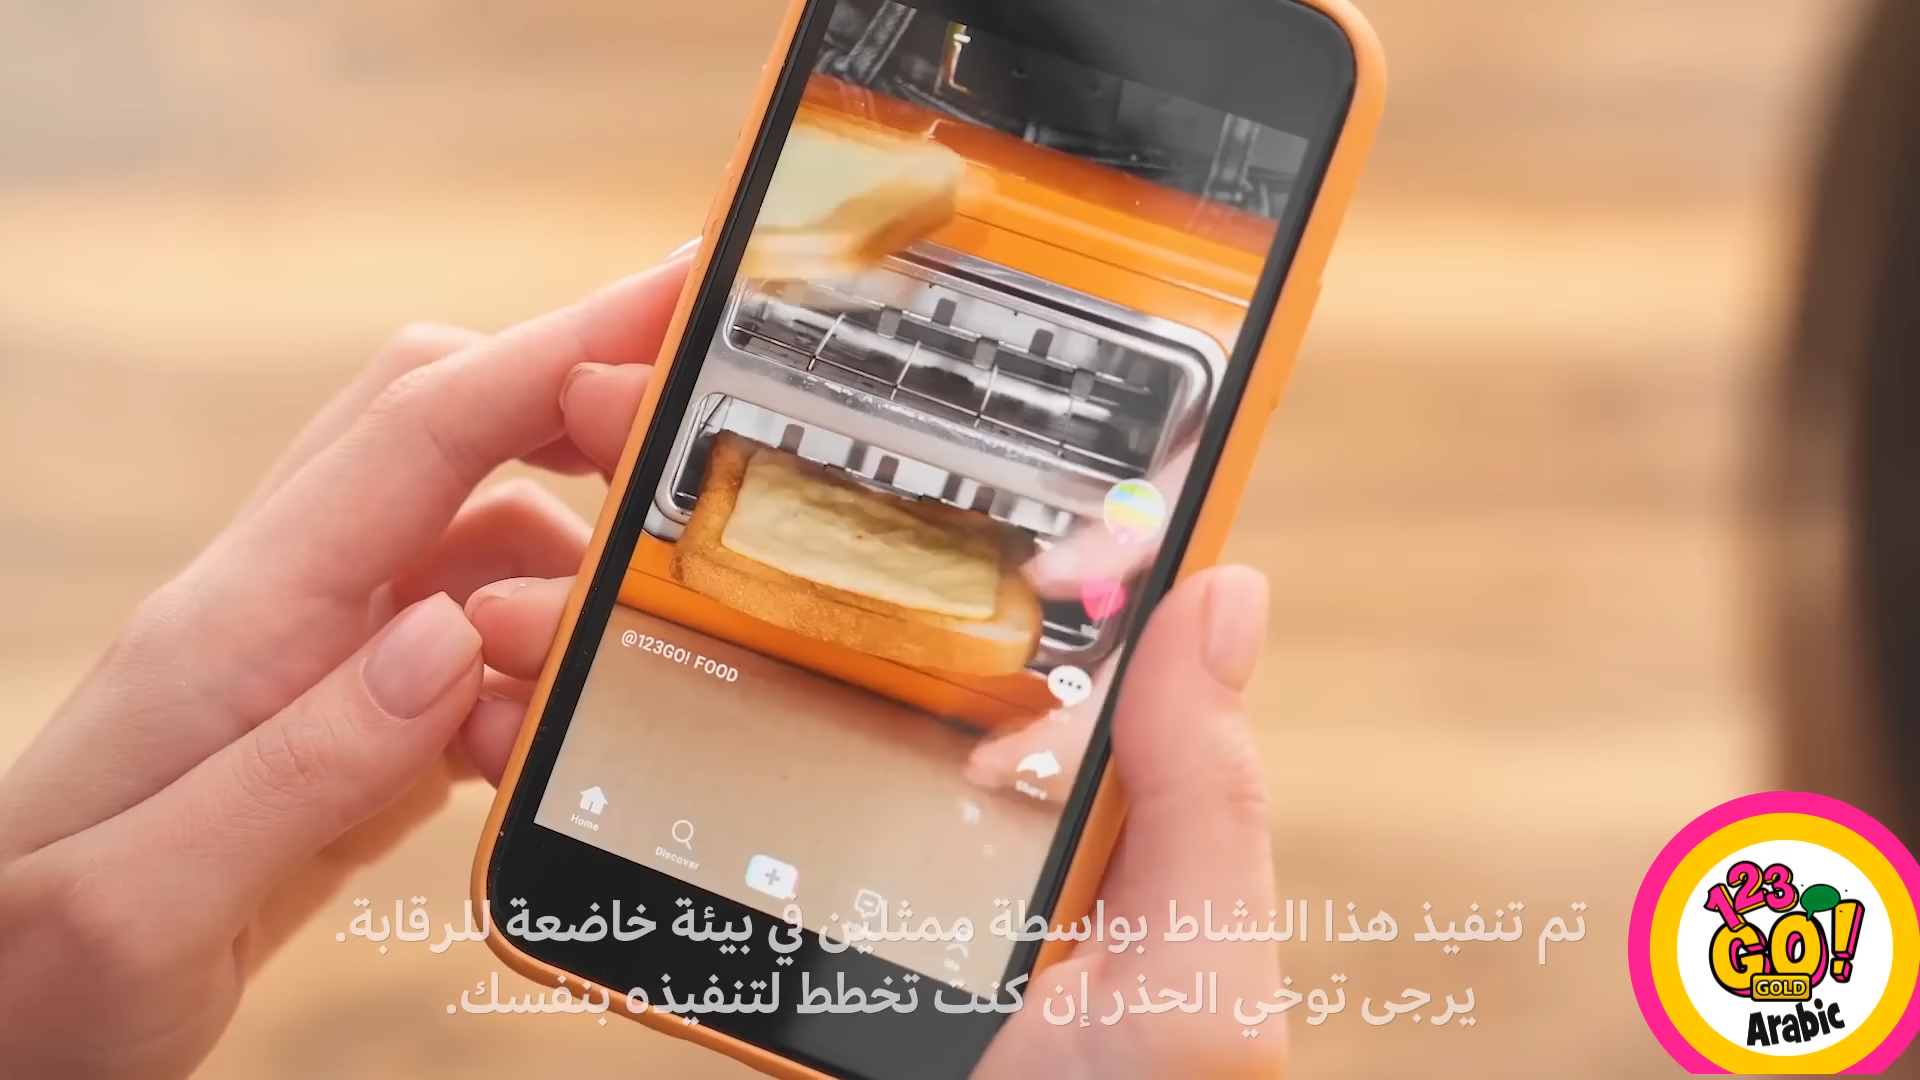 @123GO! FOOD
Share
Home
Discover
تم تنفيذ هذا النشاط بواسطة ممثلين في بيئة خاضعة للرقابة.
يرجى توخي الحذر إن كنت تخطط لتنفيذه بنفسك.
123
GO!
GOLD
Arabic